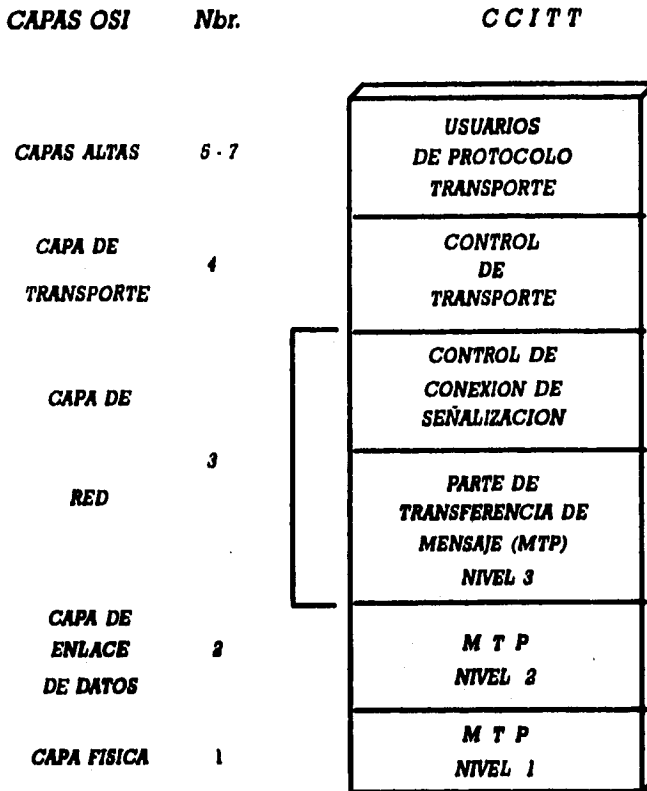 CAPAS OSI Nbr. CCITT
USUARIOS
CAPAS ALTAS 5 - 7 DE PROTOCOLO
TRANSPORTE
CAPA DE CONTROL
4 DE
TRANSPORTE TRANSPORTE
CONTROL DE
CAPA DE CONEXION DE
SEÑALIZACION
3
RED
PARTE DE
TRANSFERENCIA DE
MENSAJE (MTP)
NIVEL 3
CAPA DE
ENLACE 2 M T P
DE DATOS NIVEL 2
CAPA FISICA 1 M T P
NIVEL 1